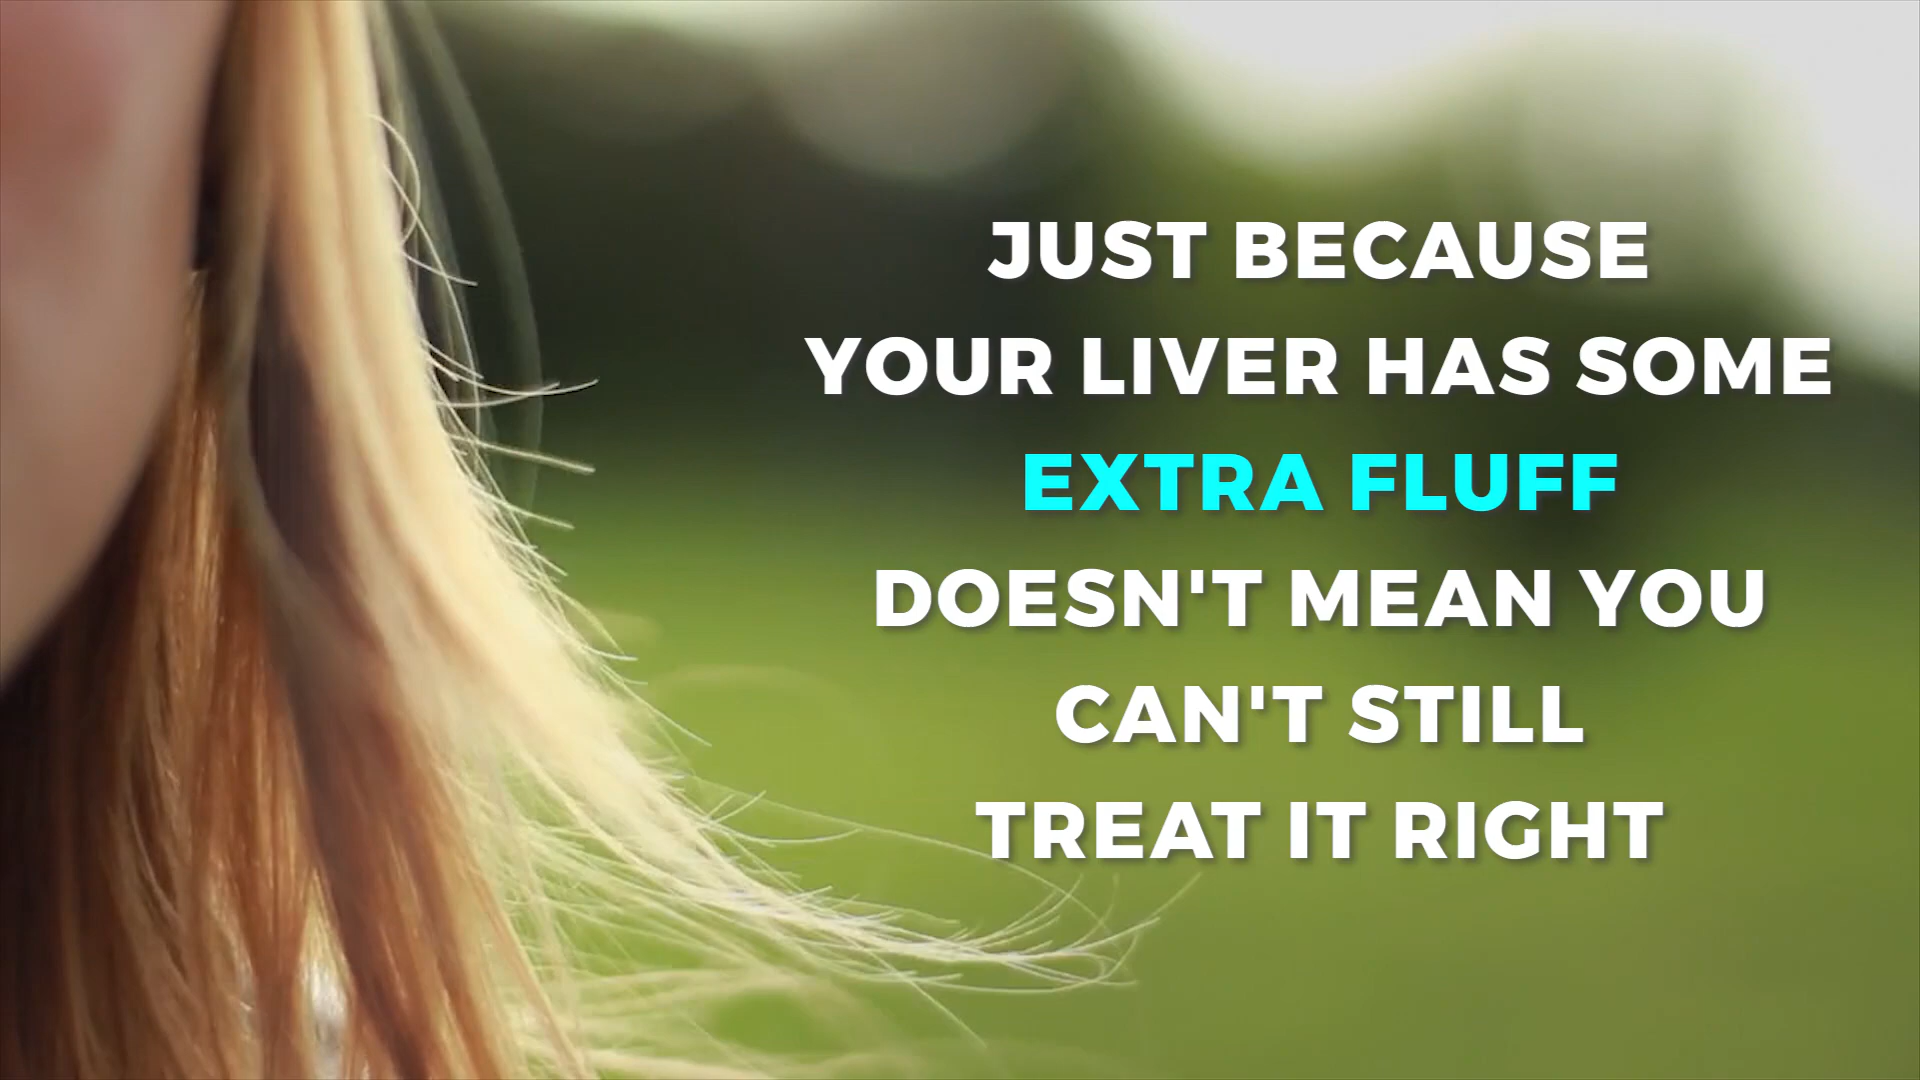 JUST BECAUSE
YOUR LIVER HAS SOME
EXTRA FLUFF
DOESN'T MEAN YOU
CAN'T STILL
TREAT IT RIGHT